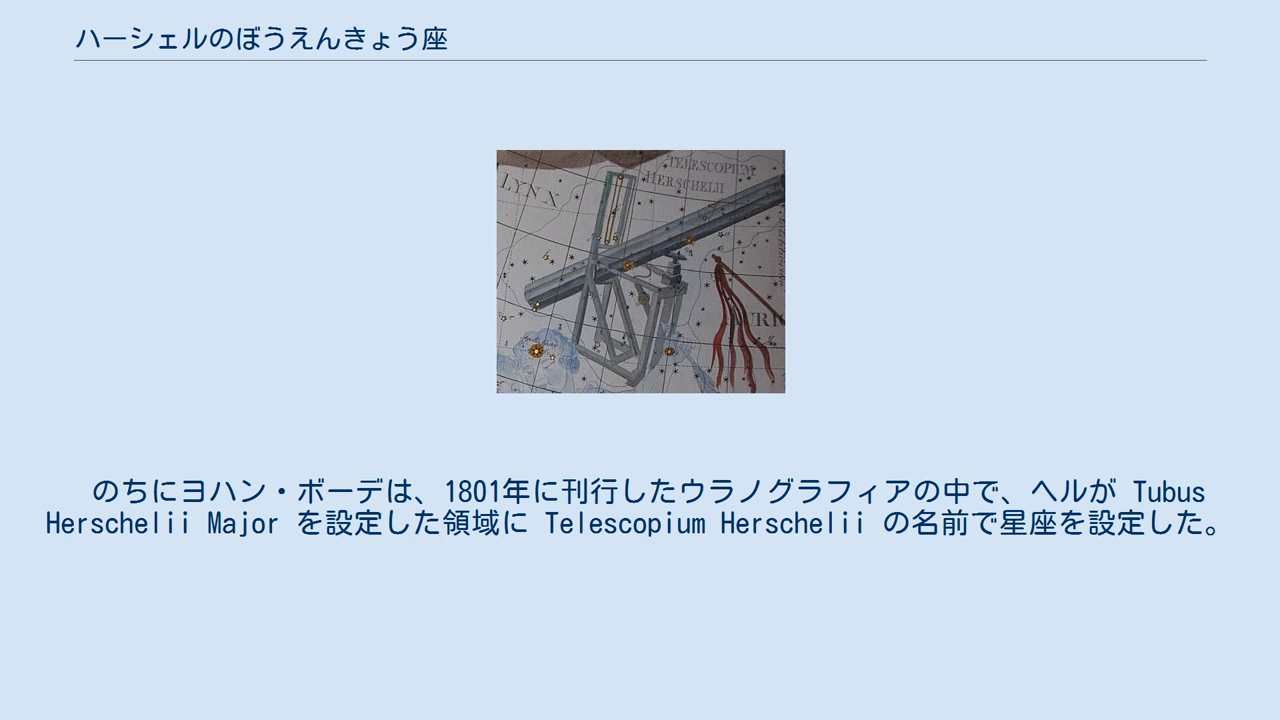 ハーシェルのぼうえんきょう座
TELESCOPIUM
HERSCHELII
LYNX
のちにヨハン・ボーデは、1801年に刊行したウラノグラフィアの中で、ヘルが Tubus
Herschelii Major を設定した領域に Telescopium Herschelii の名前で星座を設定した。